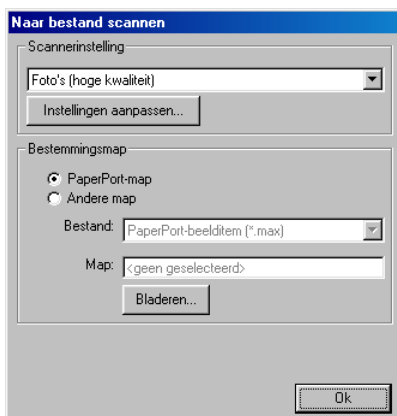 Naar bestand scannen
Scannerinstelling
Foto's (hoge kwaliteit)
Instellingen aanpassen...
Bestemmingsmap
PaperPort-map
Andere map
Bestand: PaperPort-beelditem (*.max)
Map: <geen geselecteerd>
Bladeren...
Ok